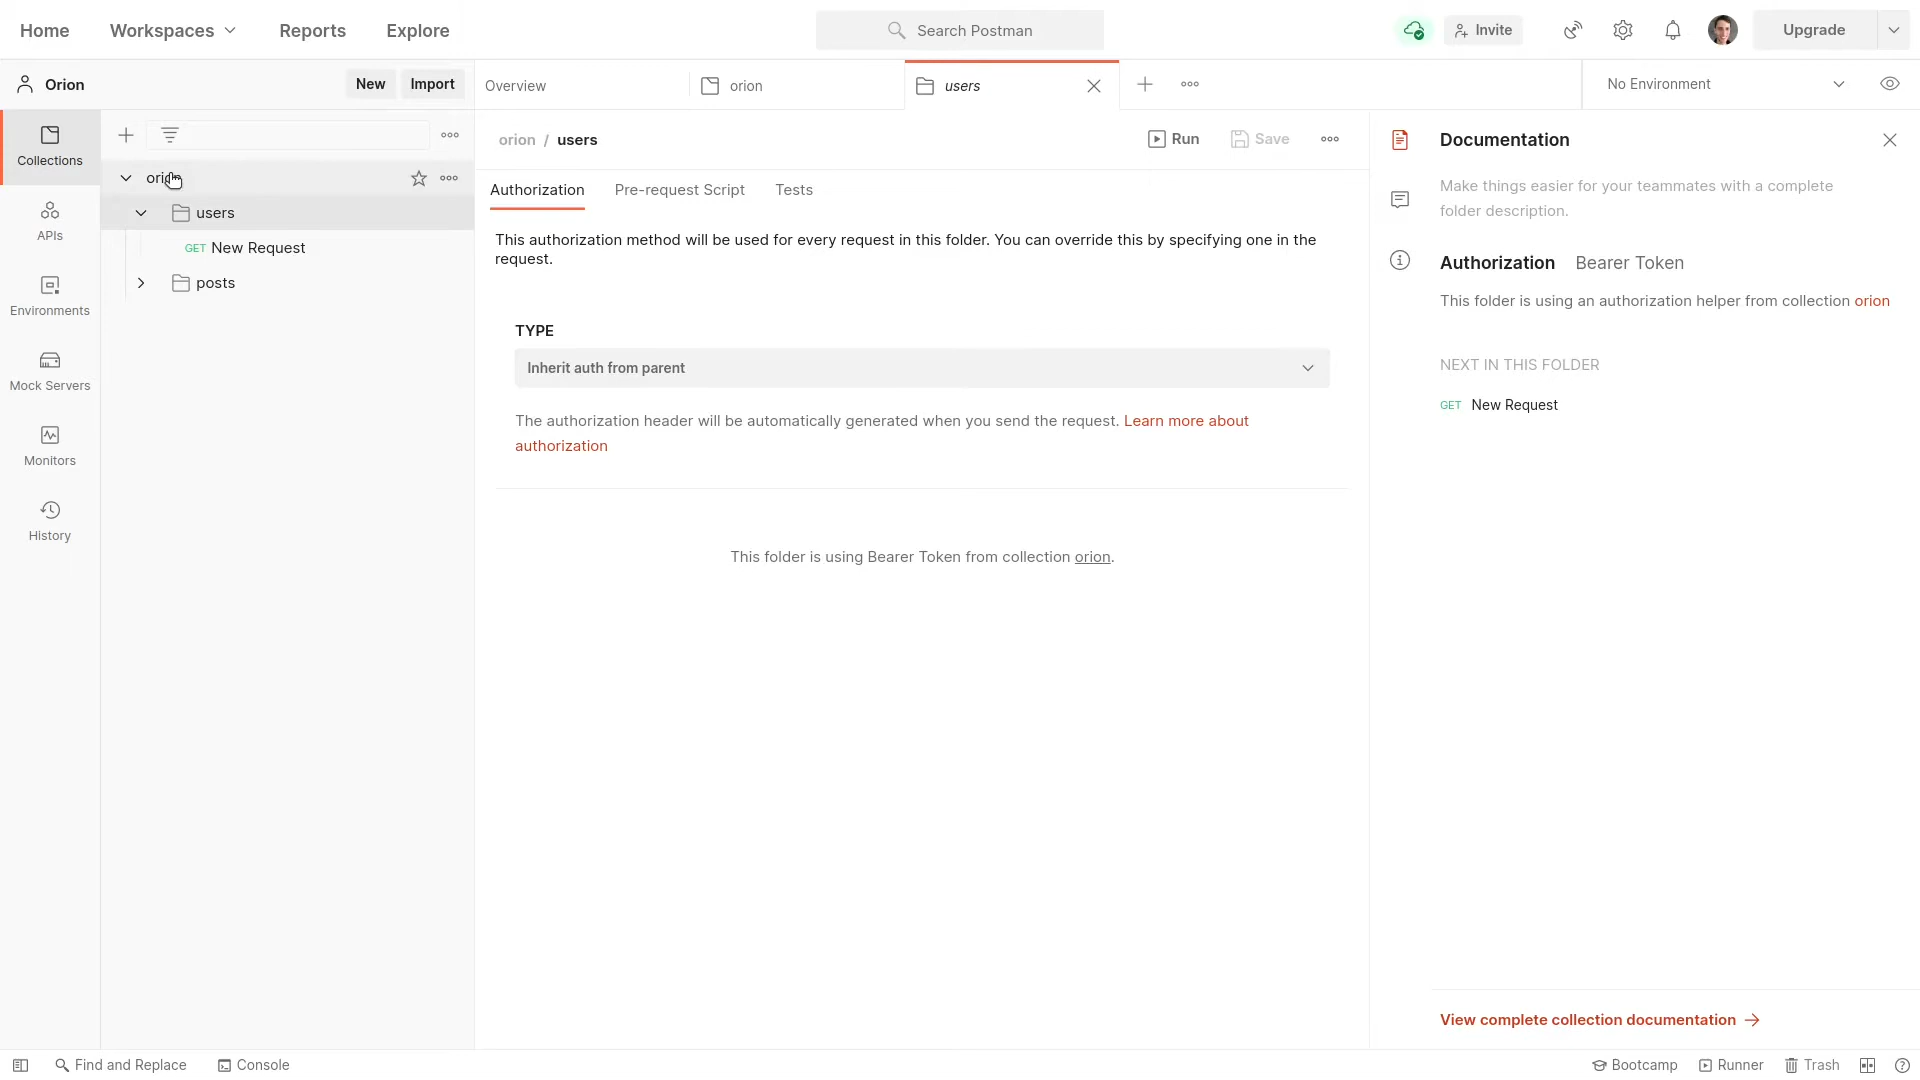 Home
Workspaces
Reports
Explore
Search Postman
Invite
Upgrade
Orion
New
Import
Overview
orion
users
No Environment
Collections
APIs
Environments
Mock Servers
Monitors
History
orion
users
GET New Request
posts
orion / users
Run
Save
Authorization
Pre-request Script
Tests
This authorization method will be used for every request in this folder. You can override this by specifying one in the
request.
TYPE
Inherit auth from parent
The authorization header will be automatically generated when you send the request. Learn more about
authorization
This folder is using Bearer Token from collection orion.
Documentation
Make things easier for your teammates with a complete
folder description.
Authorization Bearer Token
This folder is using an authorization helper from collection orion
NEXT IN THIS FOLDER
GET New Request
View complete collection documentation →
Find and Replace
Console
Bootcamp
Runner
Trash